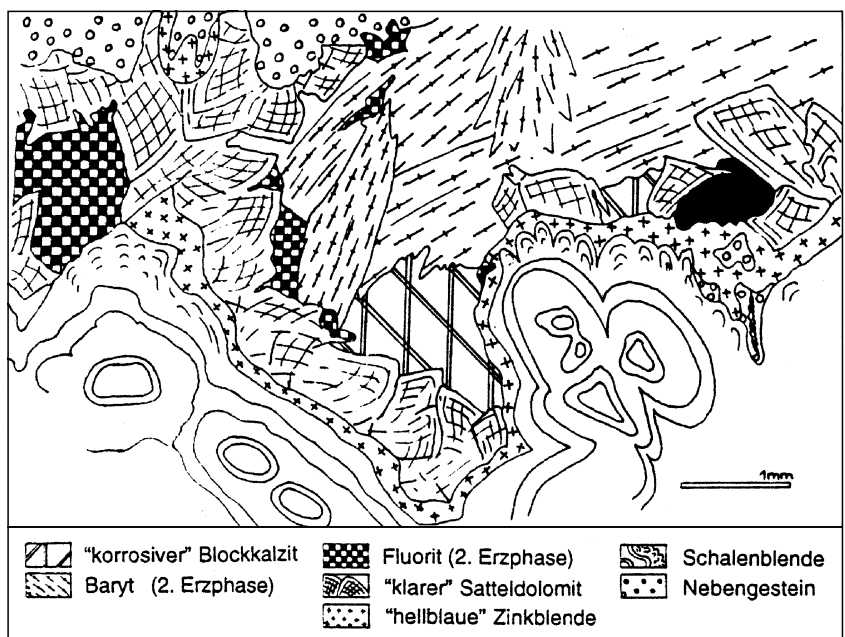 1mm
"korrosiver" Blockkalzit
Baryt (2. Erzphase)
Fluorit (2. Erzphase)
"klarer" Satteldolomit
"hellblaue" Zinkblende
Schalenblende
Nebengestein